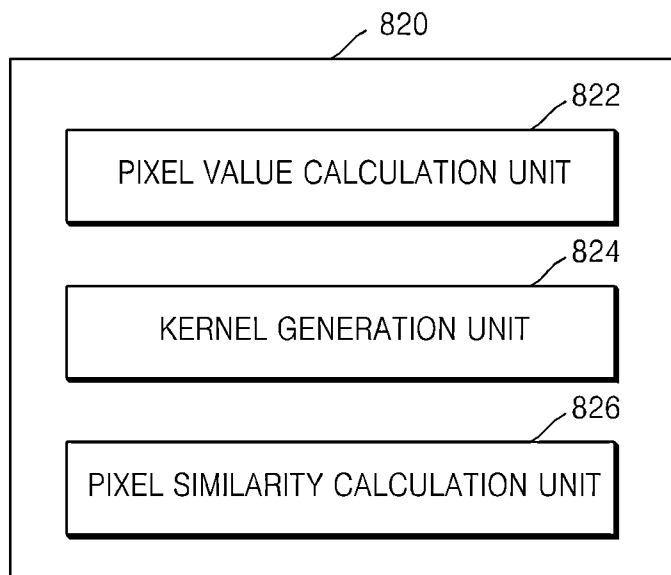 820
822
PIXEL VALUE CALCULATION UNIT
824
KERNEL GENERATION UNIT
826
PIXEL SIMILARITY CALCULATION UNIT